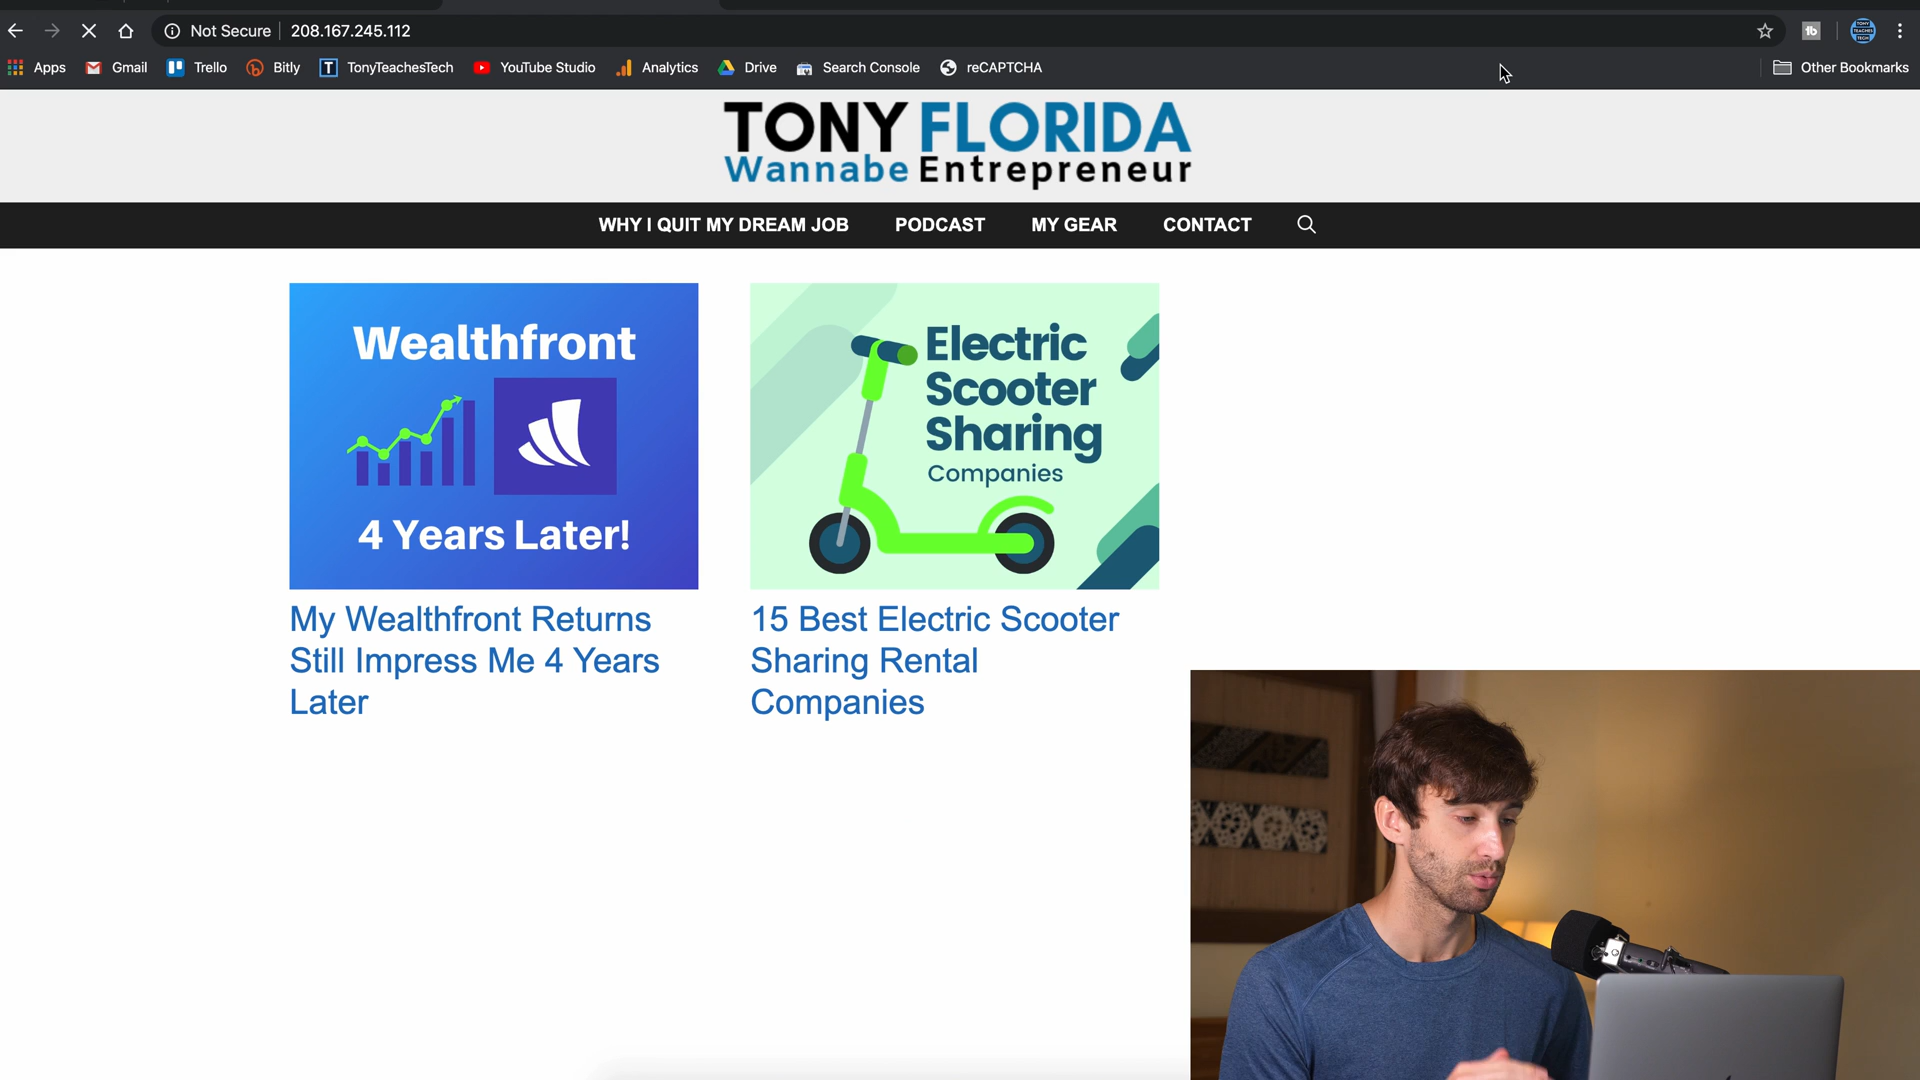 Not Secure 208.167.245.112
Apps Gmail Trello Bitly T TonyTeachesTech YouTube Studio Analytics Drive Search Console reCAPTCHA Other Bookmarks
TONY FLORIDA
Wannabe Entrepreneur
WHY I QUIT MY DREAM JOB PODCAST MY GEAR CONTACT
Wealthfront
4 Years Later!
Electric
Scooter
Sharing
Companies
My Wealthfront Returns
Still Impress Me 4 Years
Later
15 Best Electric Scooter
Sharing Rental
Companies